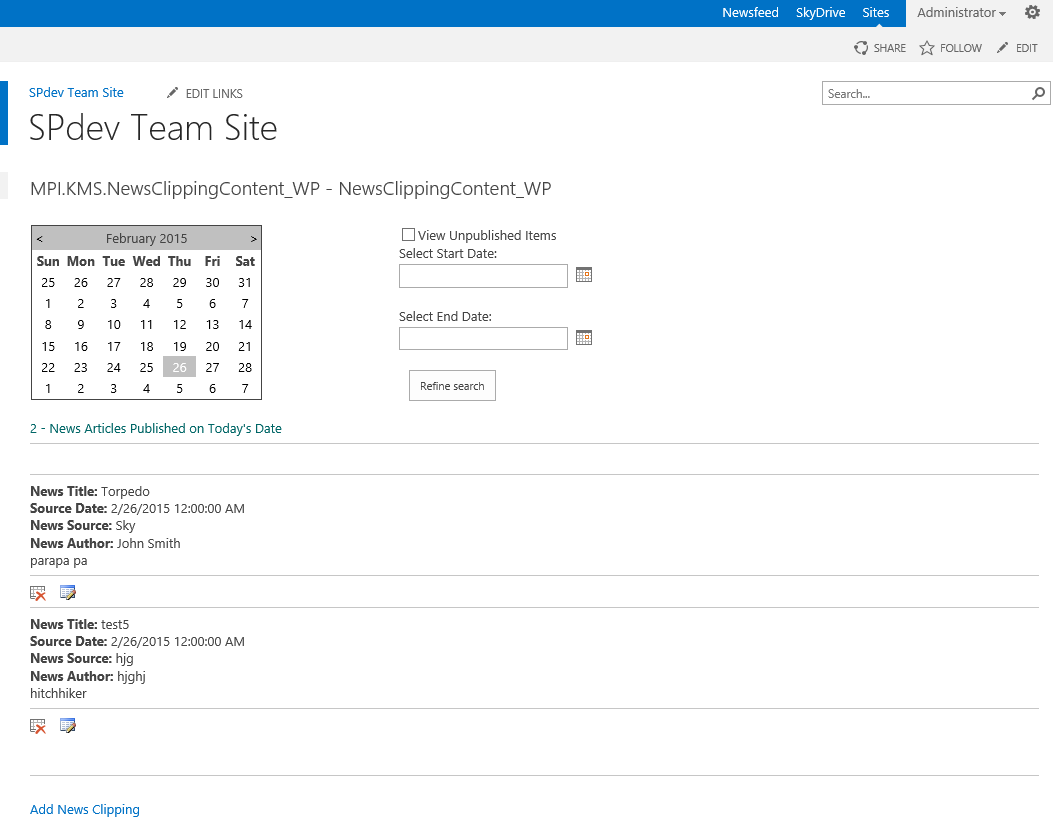 Newsfeed SkyDrive Sites Administrator
SHARE FOLLOW EDIT
SPdev Team Site EDIT LINKS
Search...
SPdev Team Site
MPI.KMS.NewsClippingContent_WP - NewsClippingContent_WP
< February 2015 >
Sun Mon Tue Wed Thu Fri Sat
25 26 27 28 29 30 31
1 2 3 4 5 6 7
8 9 10 11 12 13 14
15 16 17 18 19 20 21
22 23 24 25 26 27 28
1 2 3 4 5 6 7
View Unpublished Items
Select Start Date:
Select End Date:
Refine search
2 - News Articles Published on Today's Date
News Title: Torpedo
Source Date: 2/26/2015 12:00:00 AM
News Source: Sky
News Author: John Smith
parapa pa
News Title: test5
Source Date: 2/26/2015 12:00:00 AM
News Source: hjg
News Author: hjghj
hitchhiker
Add News Clipping